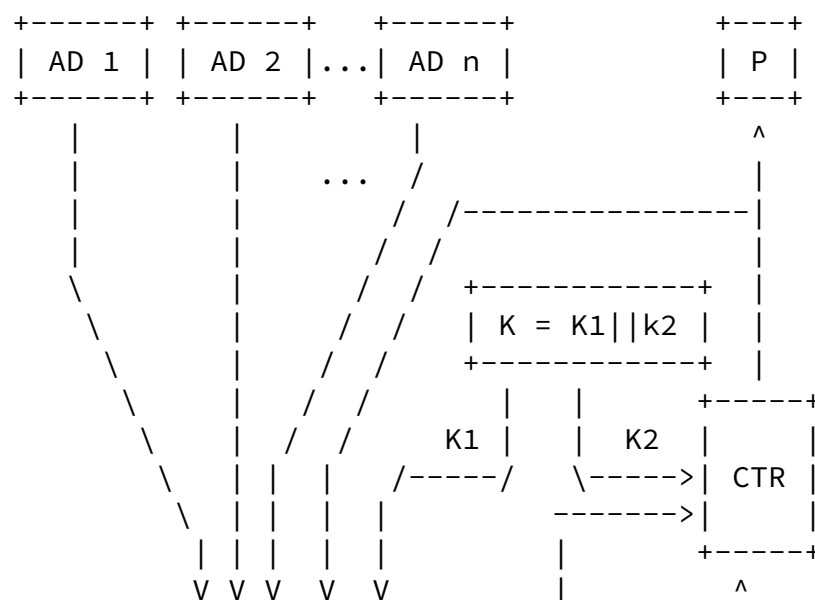 +------+ +------+   +------+            +---+
| AD 1 | | AD 2 |...| AD n |            | P |
+------+ +------+   +------+            +---+
   |        |         |                   ^
   |        |    ...  /                   |
   |        |        /  /----------------|
   |        |       /  /                  |
   \        |      /  /  +------------+   |
    \       |     /  /   | K = K1||k2 |   |
     \      |    /  /    +------------+   |
      \     |   /  /       |   |      +-----+
       \    |  /  /     K1 |   |  K2  |     |
        \   | |  |   /-----/   \----->| CTR |
         \  | |  |  |         ------->|     |
          | | |  |  |         |       +-----+
          V V V  V  V         |         ^